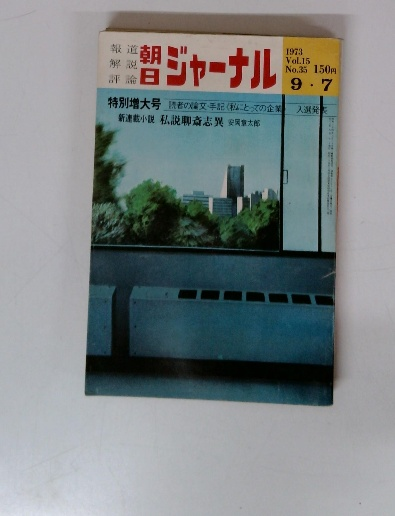 報道
解説
評論
朝日ジャーナル
1973
Vol.15
No.35 150円
9・7
特別増大号 読者の論文・手記〈私にとっての企業〉 入選発表
新連載小説 私説聊斎志異 安岡章太郎